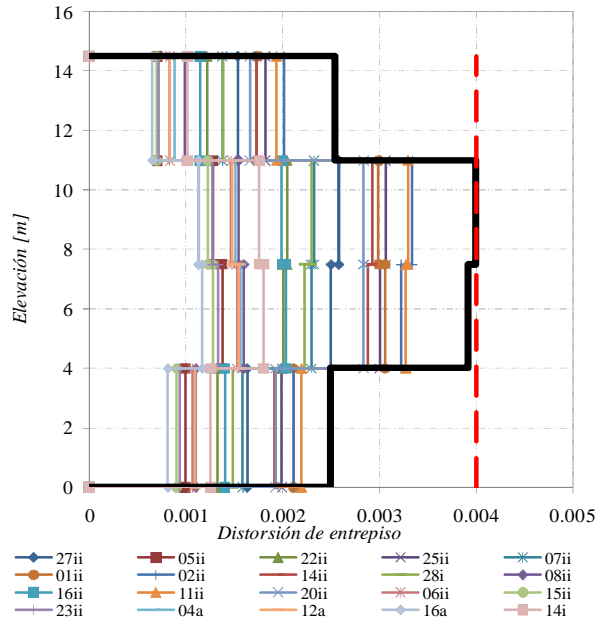 16
14
12
10
8
6
4
2
0
Elevación [m]
0 0.001 0.002 0.003 0.004 0.005
Distorsión de entrepiso
27ii 05ii 22ii 25ii 07ii
01ii 02ii 14ii 28i 08ii
16ii 11ii 20ii 06ii 15ii
23ii 04a 12a 16a 14i